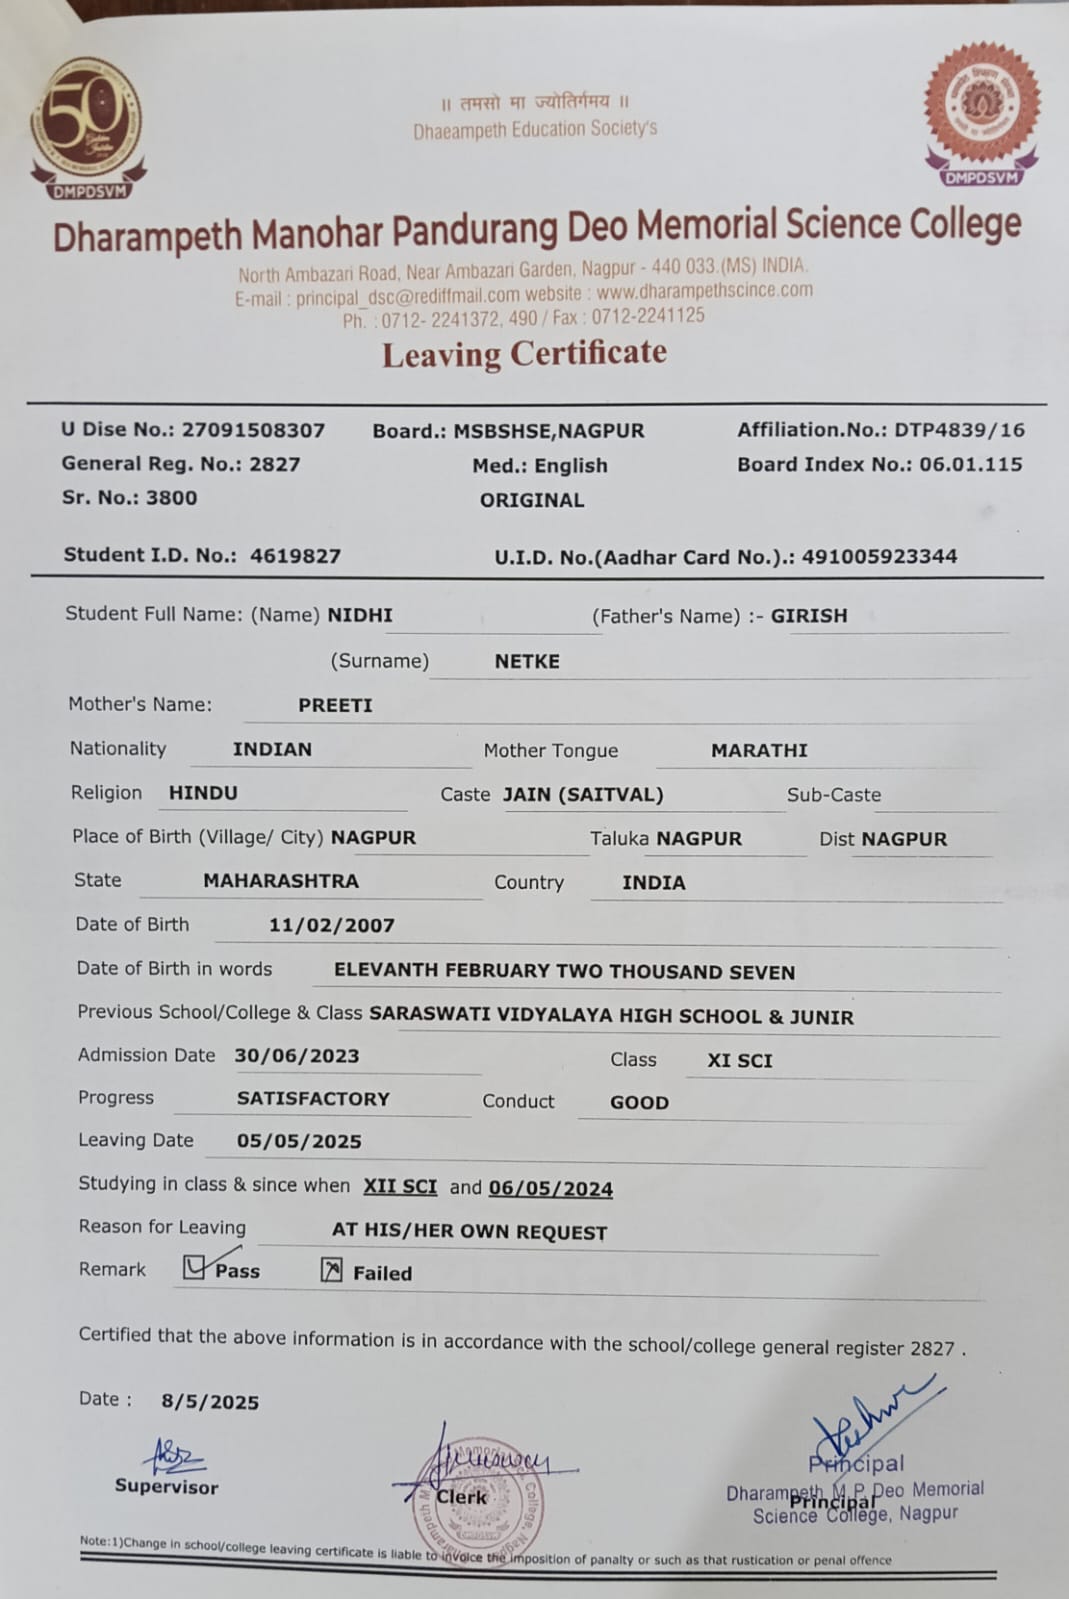 50
DMPDSVM
॥ तमसो मा ज्योतिर्गमय ॥
Dhaeampeth Education Society's
DMPDSVM
Dharampeth Manohar Pandurang Deo Memorial Science College
North Ambazari Road, Near Ambazari Garden, Nagpur - 440 033.(MS) INDIA.
E-mail : principal_dsc@rediffmail.com website : www.dharampethscince.com
Ph. : 0712- 2241372, 490 / Fax : 0712-2241125
Leaving Certificate
U Dise No.: 27091508307 Board.: MSBSHSE,NAGPUR Affiliation.No.: DTP4839/16
General Reg. No.: 2827 Med.: English Board Index No.: 06.01.115
Sr. No.: 3800 ORIGINAL
Student I.D. No.: 4619827 U.I.D. No.(Aadhar Card No.).: 491005923344
Student Full Name: (Name) NIDHI (Father's Name) :- GIRISH
(Surname) NETKE
Mother's Name: PREETI
Nationality INDIAN Mother Tongue MARATHI
Religion HINDU Caste JAIN (SAITVAL) Sub-Caste
Place of Birth (Village/ City) NAGPUR Taluka NAGPUR Dist NAGPUR
State MAHARASHTRA Country INDIA
Date of Birth 11/02/2007
Date of Birth in words ELEVANTH FEBRUARY TWO THOUSAND SEVEN
Previous School/College & Class SARASWATI VIDYALAYA HIGH SCHOOL & JUNIR
Admission Date 30/06/2023 Class XI SCI
Progress SATISFACTORY Conduct GOOD
Leaving Date 05/05/2025
Studying in class & since when XII SCI and 06/05/2024
Reason for Leaving AT HIS/HER OWN REQUEST
Remark Pass Failed
Certified that the above information is in accordance with the school/college general register 2827 .
Date : 8/5/2025
Supervisor
Clerk
Principal
Dharampeth M.P. Deo Memorial
Principal
Science College, Nagpur
Note:1)Change in school/college leaving certificate is liable to invoice the imposition of panalty or such as that rustication or penal offence